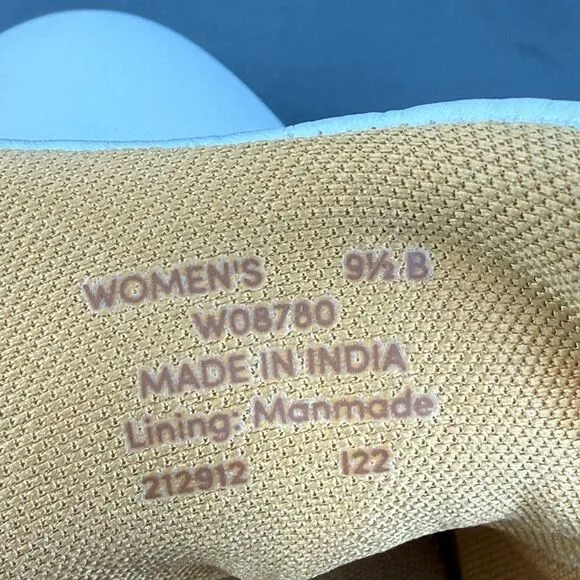 WOMEN'S 9½ B
W08780
MADE IN INDIA
Lining: Manmade
212912 I22